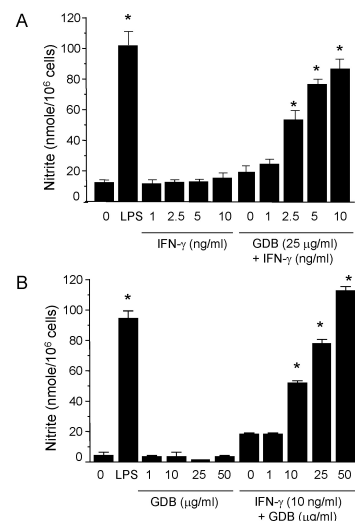 A
Nitrite (nmole/10⁶ cells)
120
100
80
60
40
20
0
*
*
*
*
0 LPS 1 2.5 5 10 0 1 2.5 5 10
IFN-γ (ng/ml)
GDB (25 μg/ml)
+ IFN-γ (ng/ml)
B
Nitrite (nmole/10⁶ cells)
120
100
80
60
40
20
0
*
*
*
*
0 LPS 1 10 25 50 0 1 10 25 50
GDB (μg/ml)
IFN-γ (10 ng/ml)
+ GDB (μg/ml)